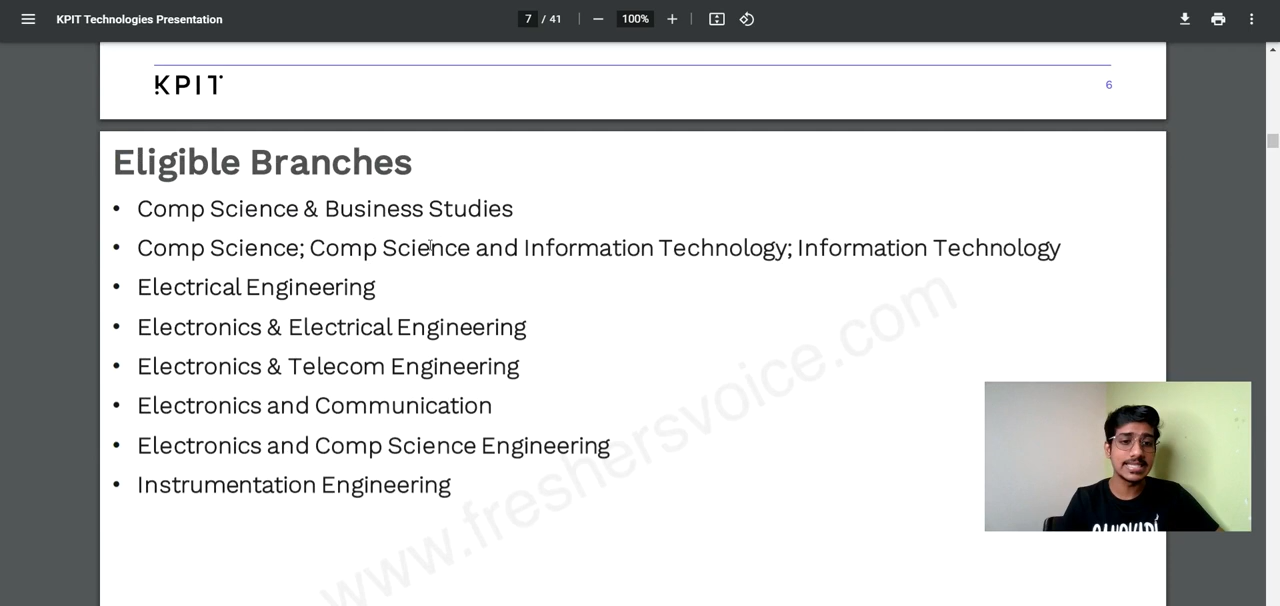 KPIT Technologies Presentation
7 / 41
100%
KPIT
6
Eligible Branches
• Comp Science & Business Studies
• Comp Science; Comp Science and Information Technology; Information Technology
• Electrical Engineering
• Electronics & Electrical Engineering
• Electronics & Telecom Engineering
• Electronics and Communication
• Electronics and Comp Science Engineering
• Instrumentation Engineering
www.freshersvoice.com